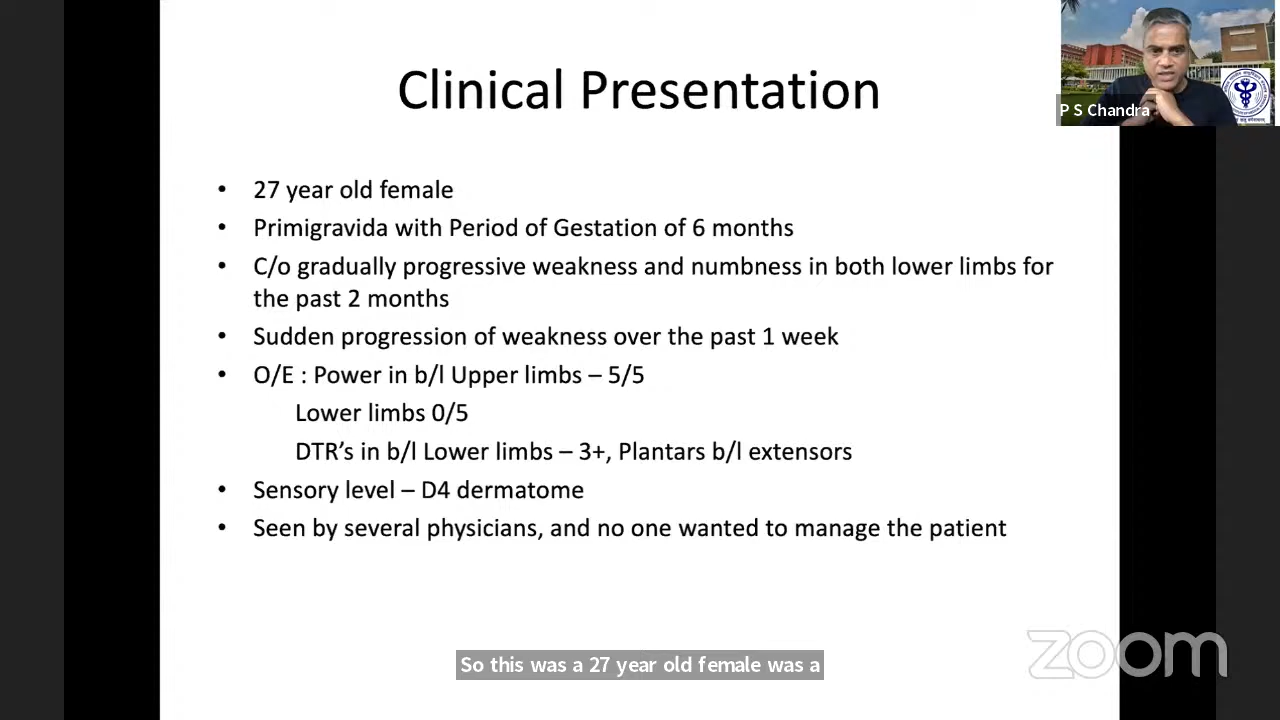 Clinical Presentation
P S Chandra
• 27 year old female
• Primigravida with Period of Gestation of 6 months
• C/o gradually progressive weakness and numbness in both lower limbs for
the past 2 months
• Sudden progression of weakness over the past 1 week
• O/E : Power in b/l Upper limbs – 5/5
Lower limbs 0/5
DTR’s in b/l Lower limbs – 3+, Plantars b/l extensors
• Sensory level – D4 dermatome
• Seen by several physicians, and no one wanted to manage the patient
So this was a 27 year old female was a
zoom